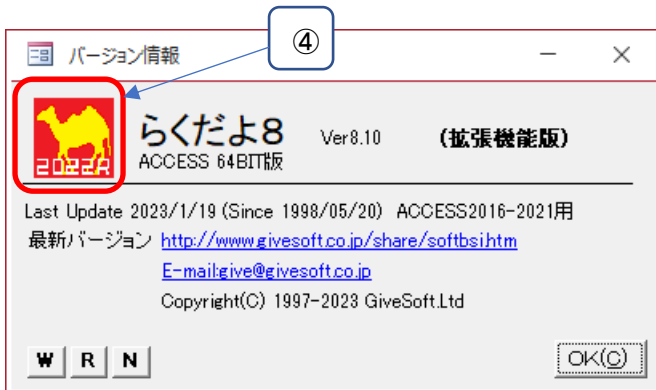 ④
バージョン情報
らくだよ8 Ver8.10 (拡張機能版)
2022R
ACCESS 64BIT版
Last Update 2023/1/19 (Since 1998/05/20) ACCESS2016-2021用
最新バージョン http://www.givesoft.co.jp/share/softbsi.htm
E-mail:give@givesoft.co.jp
Copyright(C) 1997-2023 GiveSoft.Ltd
W R N OK(C)